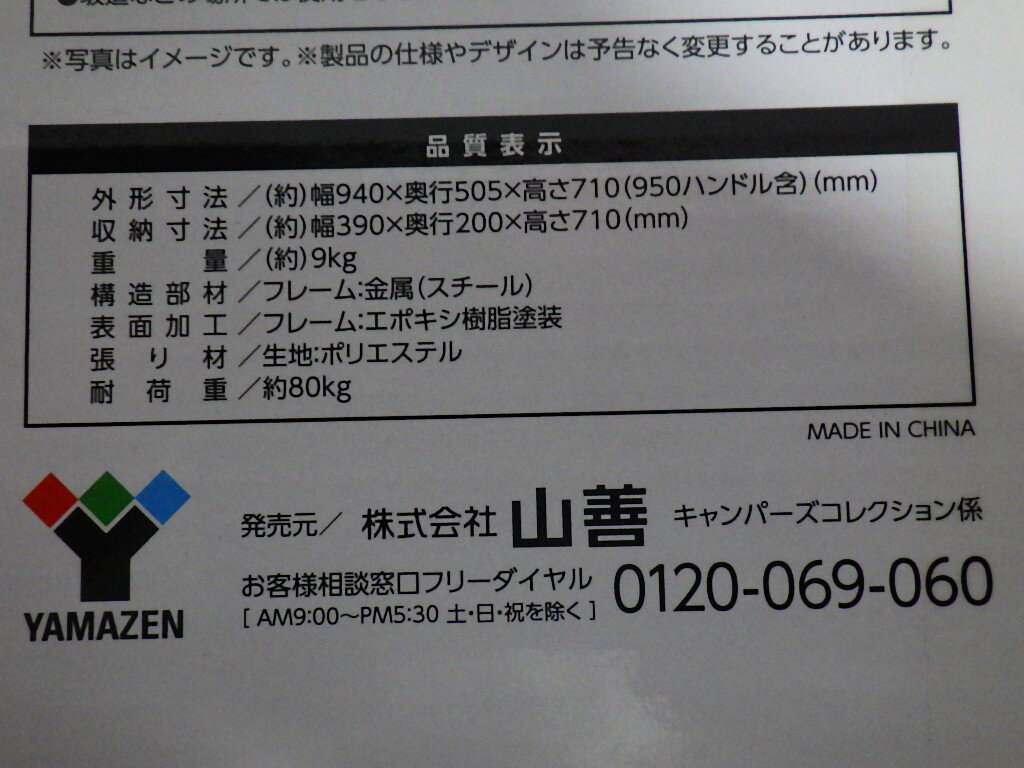 ※写真はイメージです。※製品の仕様やデザインは予告なく変更することがあります。
品質表示
外形寸法／(約)幅940×奥行505×高さ710(950ハンドル含)(mm)
収納寸法／(約)幅390×奥行200×高さ710(mm)
重量／(約)9kg
構造部材／フレーム:金属(スチール)
表面加工／フレーム:エポキシ樹脂塗装
張り材／生地:ポリエステル
耐荷重／約80kg
MADE IN CHINA
YAMAZEN
発売元／ 株式会社 山善 キャンパーズコレクション係
お客様相談窓口フリーダイヤル 0120-069-060
[ AM9:00～PM5:30 土・日・祝を除く ]